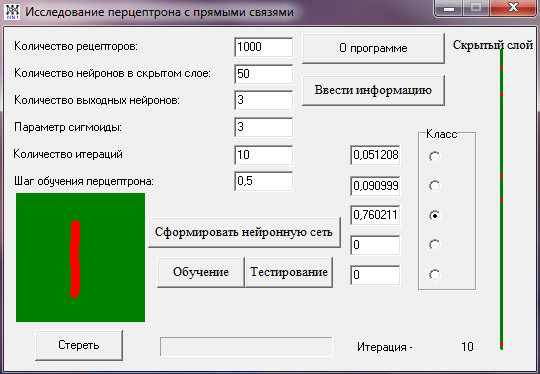 Исследование перцептрона с прямыми связями
Количество рецепторов: 1000
О программе
Скрытый слой
Количество нейронов в скрытом слое: 50
Ввести информацию
Количество выходных нейронов: 3
Параметр сигмоиды: 3
Класс
Количество итераций 10
0,051208
Шаг обучения перцептрона: 0,5
0,090999
0,760211
Сформировать нейронную сеть
0
Обучение
Тестирование
0
Стереть
Итерация - 10